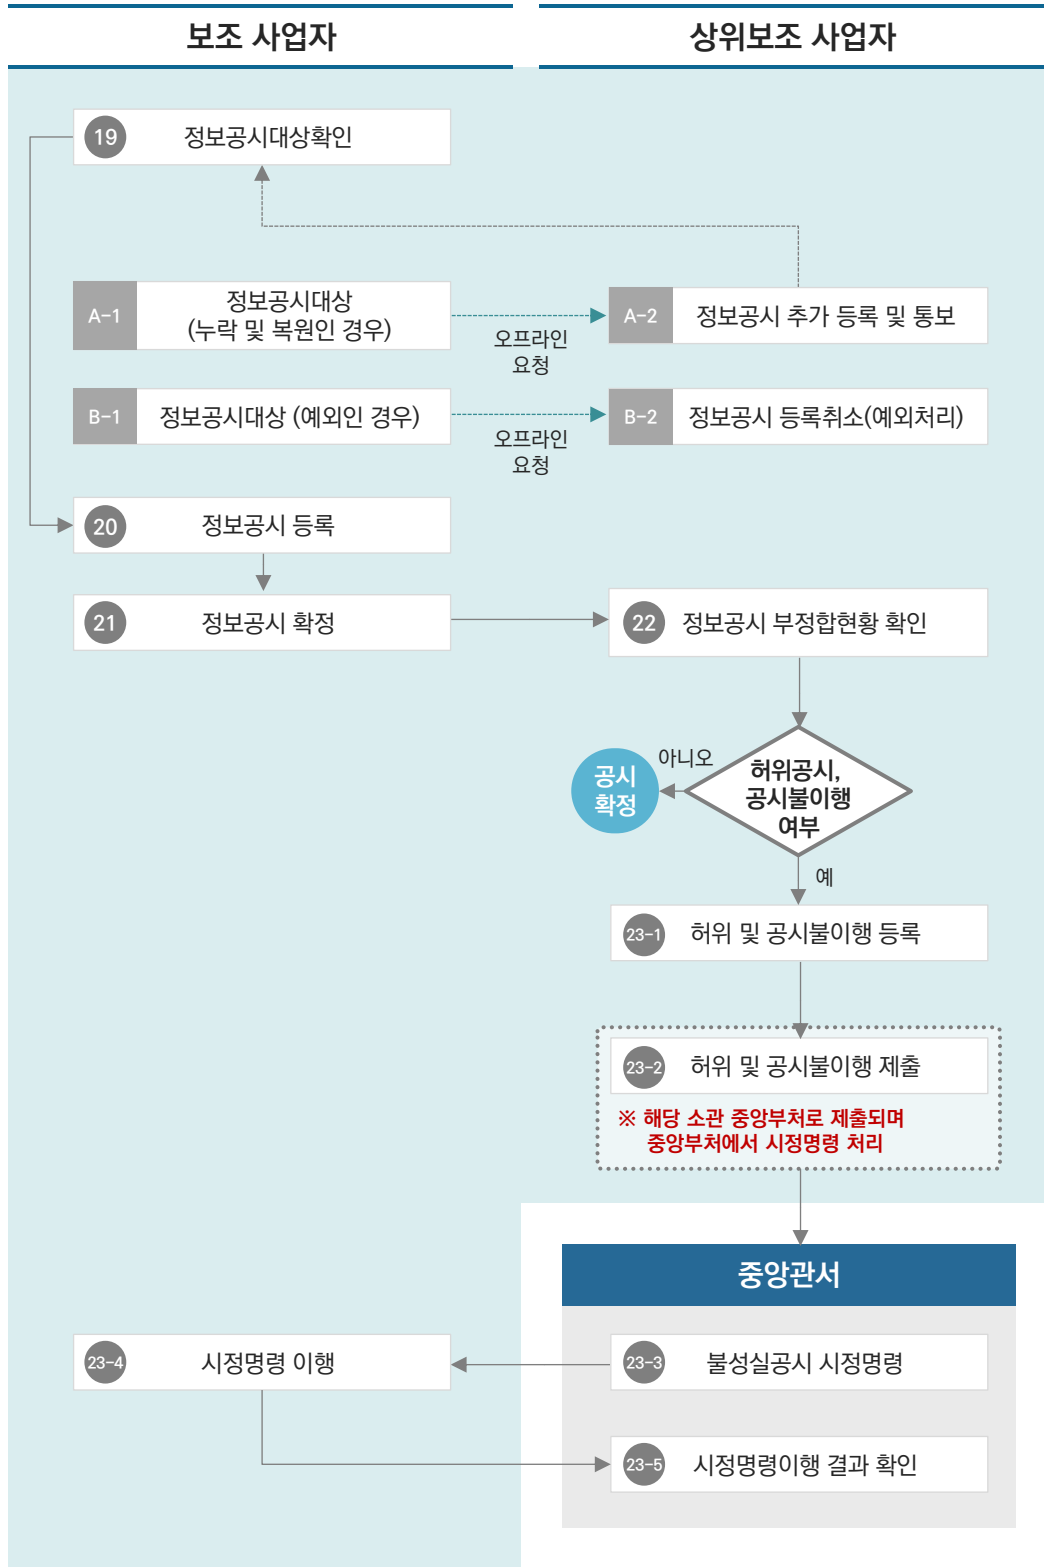 보조 사업자
상위보조 사업자
19 정보공시대상확인
A-1 정보공시대상
(누락 및 복원인 경우)
오프라인
요청
A-2 정보공시 추가 등록 및 통보
B-1 정보공시대상 (예외인 경우)
오프라인
요청
B-2 정보공시 등록취소(예외처리)
20 정보공시 등록
21 정보공시 확정
22 정보공시 부정합현황 확인
허위공시,
공시불이행
여부
아니오
공시
확정
예
23-1 허위 및 공시불이행 등록
23-2 허위 및 공시불이행 제출
※ 해당 소관 중앙부처로 제출되며
중앙부처에서 시정명령 처리
중앙관서
23-3 불성실공시 시정명령
23-4 시정명령 이행
23-5 시정명령이행 결과 확인